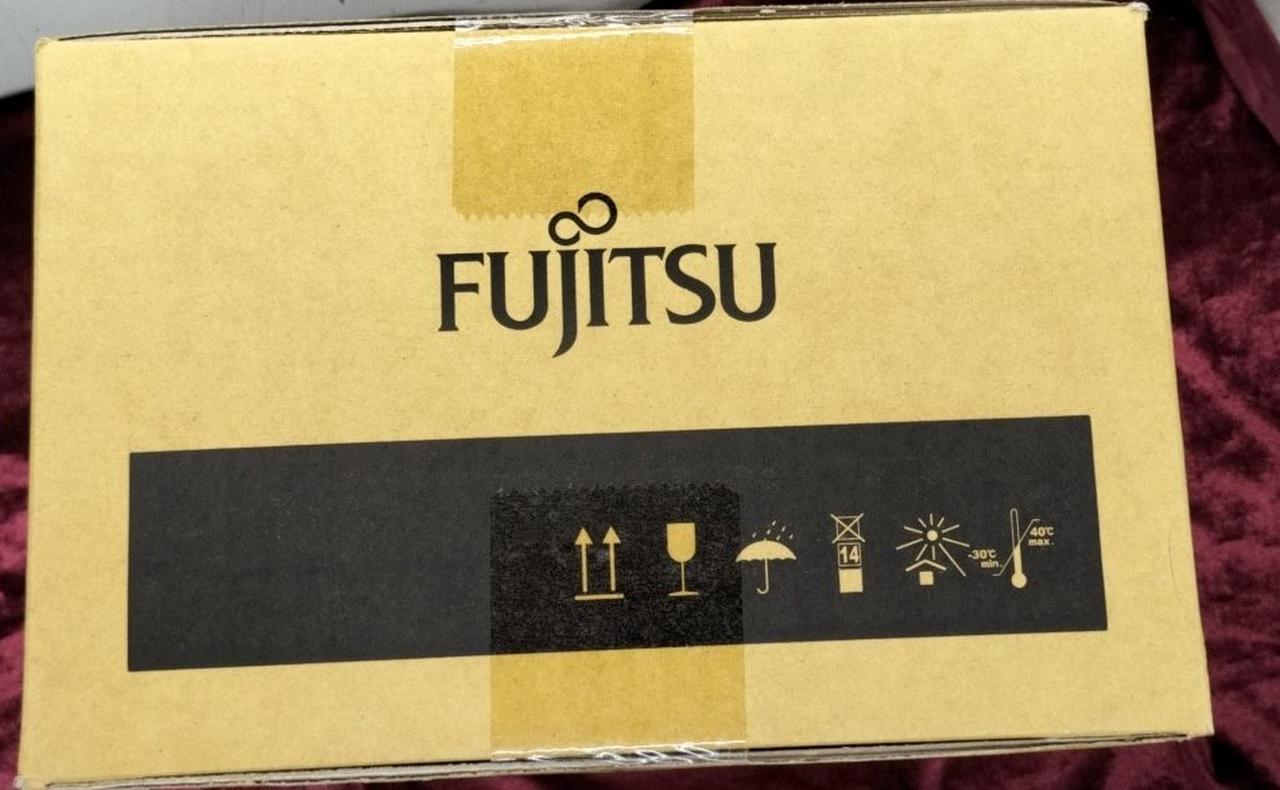 FUJITSU
14
-30℃
min.
40℃
max.